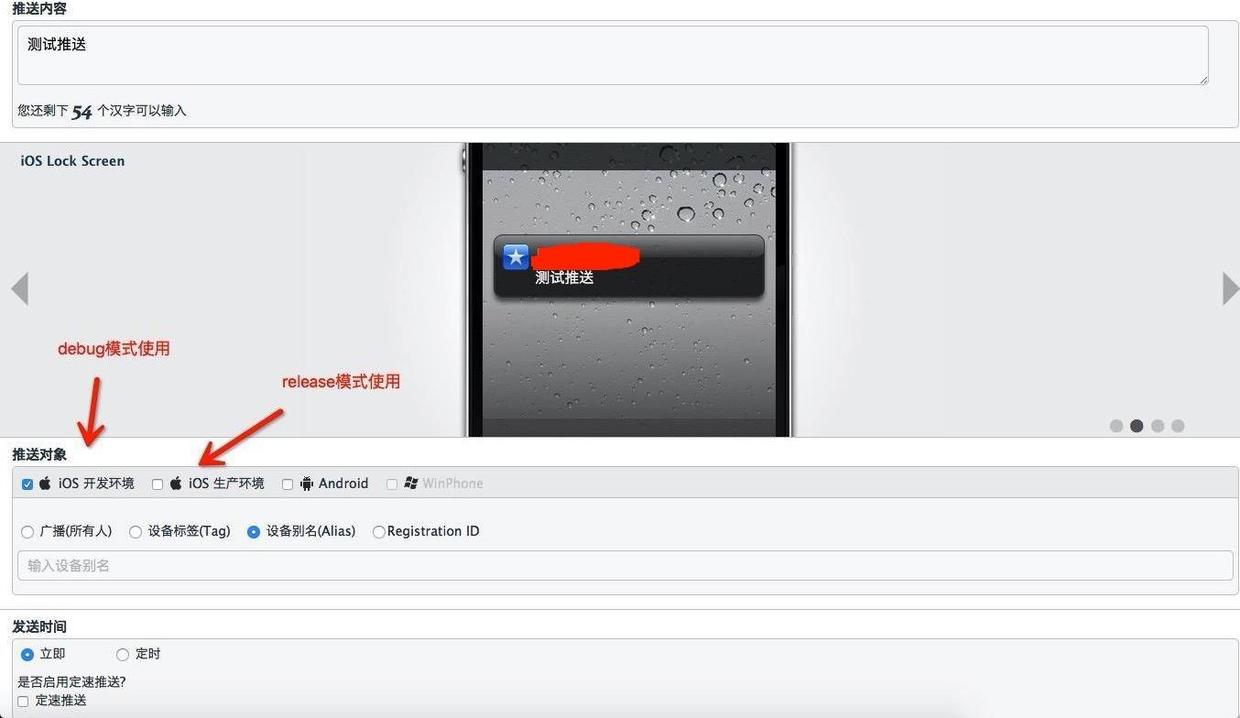 推送内容
测试推送
您还剩下 54 个汉字可以输入
iOS Lock Screen
测试推送
debug模式使用
release模式使用
推送对象
iOS 开发环境 iOS 生产环境 Android WinPhone
广播(所有人) 设备标签(Tag) 设备别名(Alias) Registration ID
输入设备别名
发送时间
立即 定时
是否启用定速推送?
定速推送